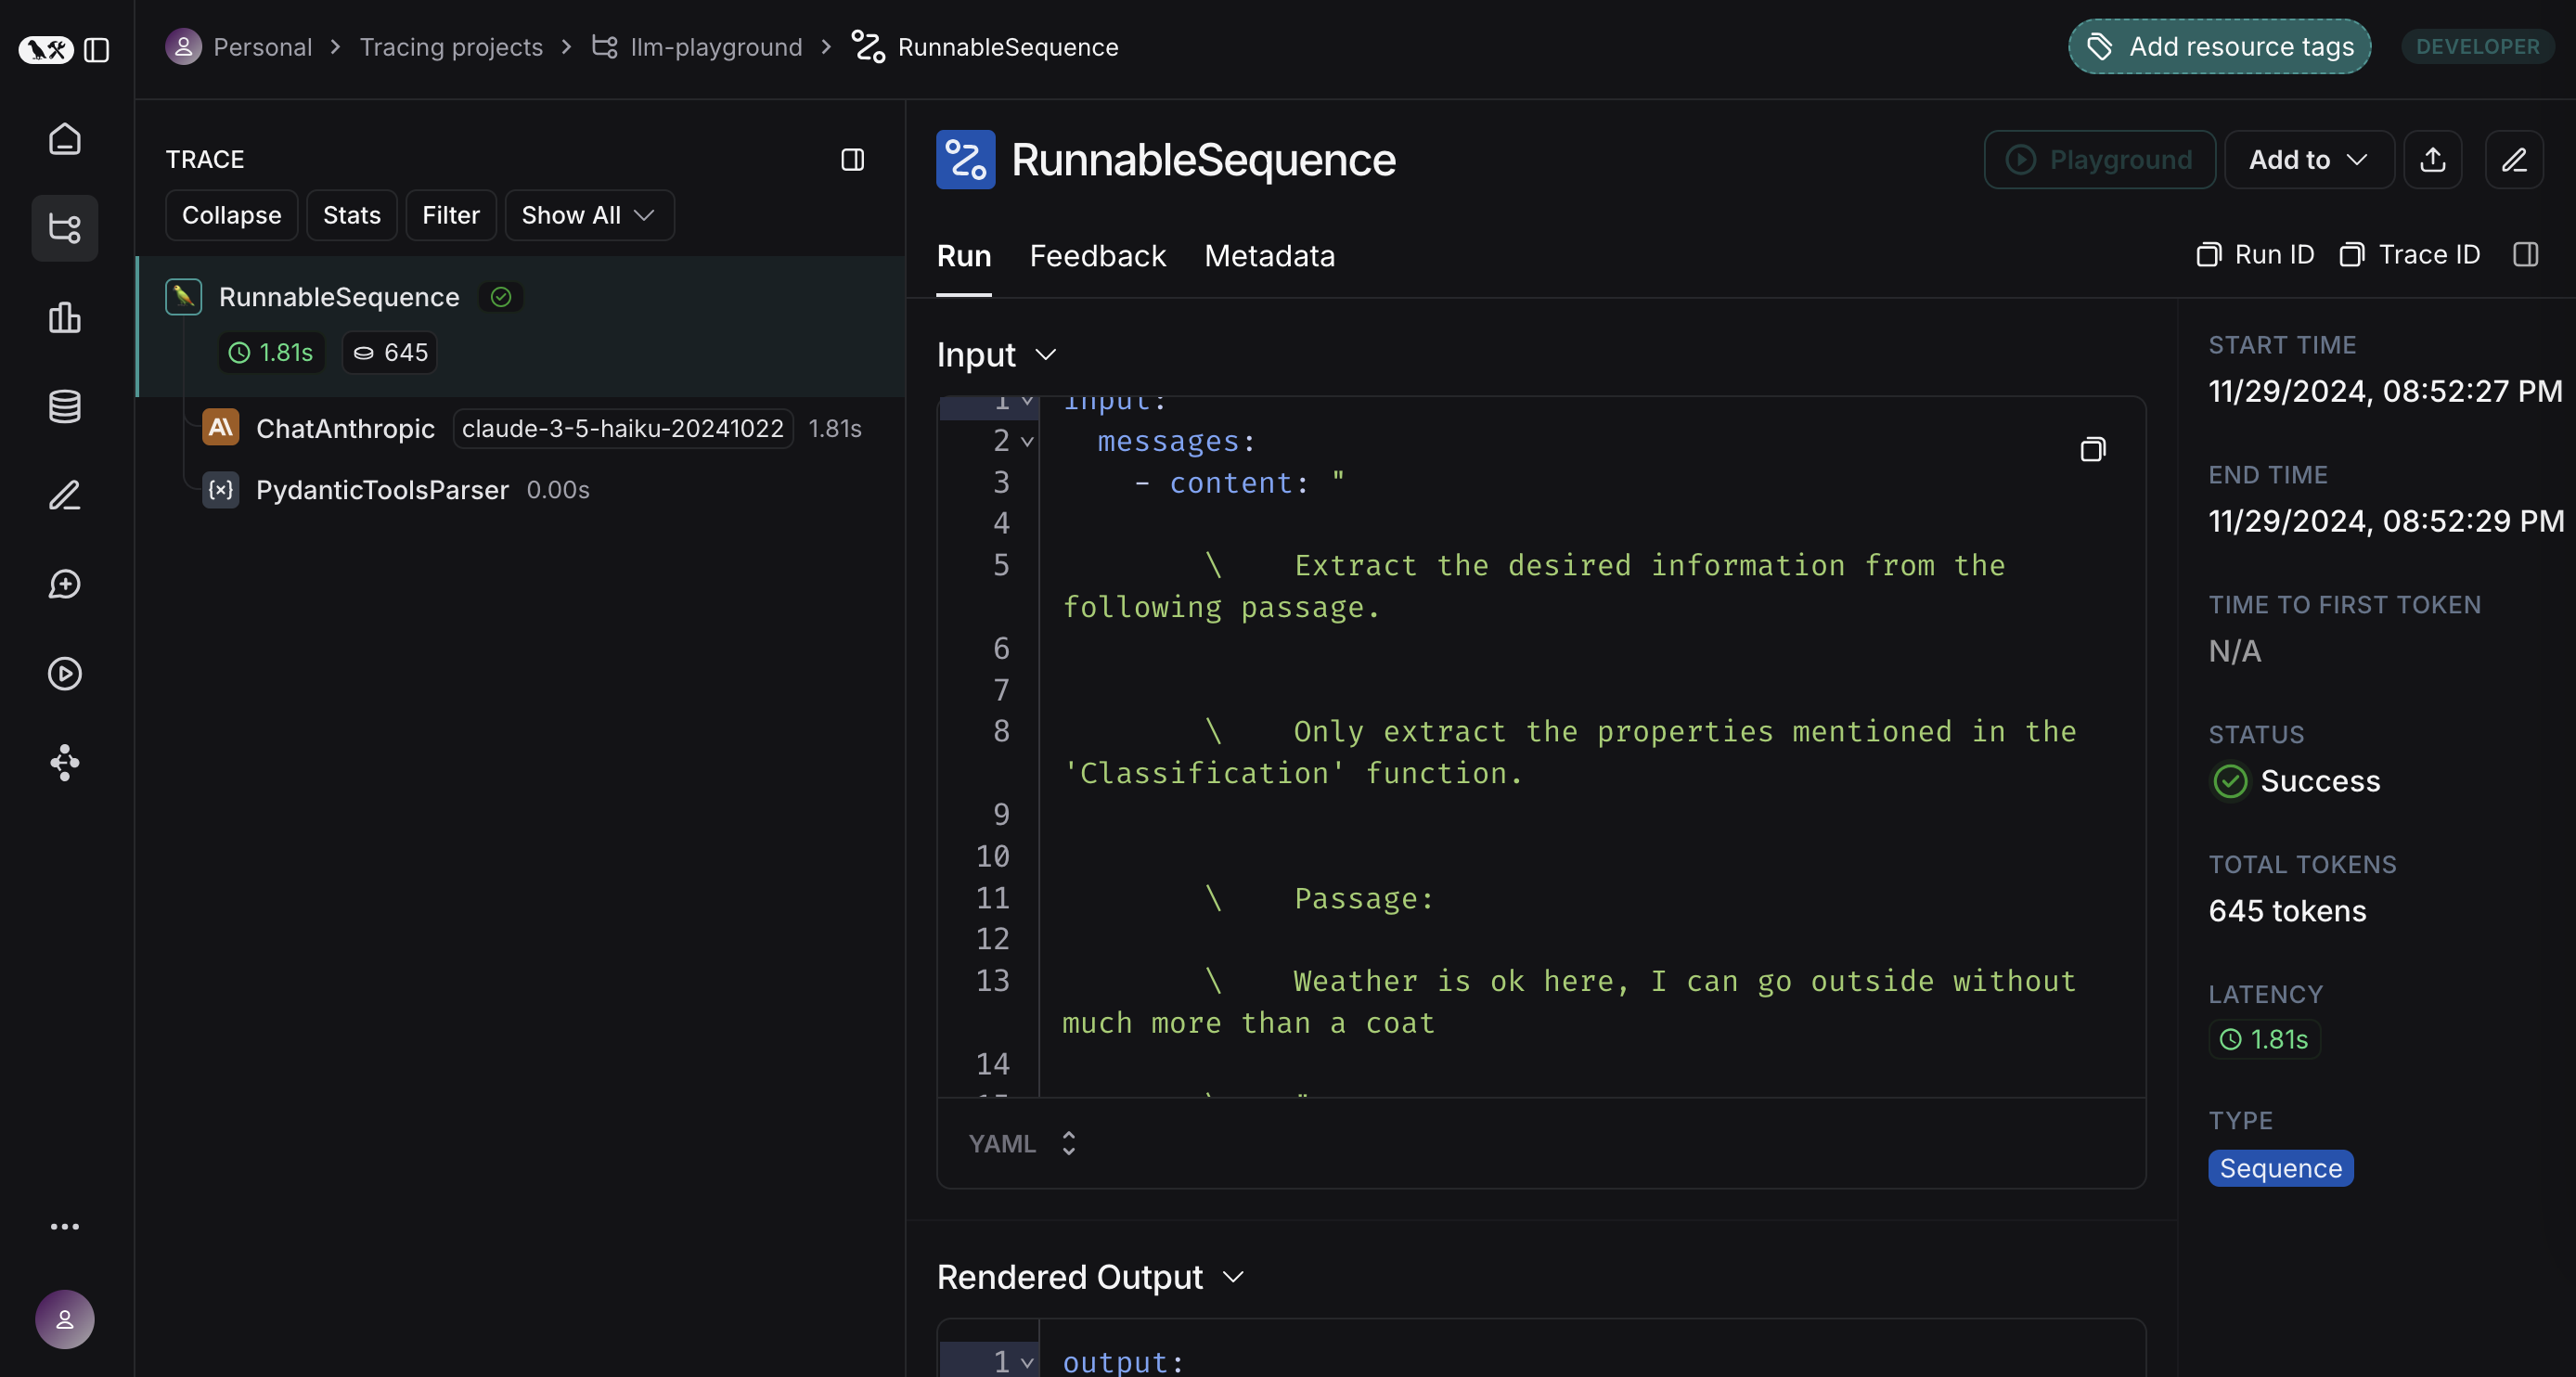 Personal > Tracing projects > llm-playground > RunnableSequence
Add resource tags
DEVELOPER
TRACE
Collapse Stats Filter Show All
RunnableSequence
1.81s 645
ChatAnthropic claude-3-5-haiku-20241022 1.81s
PydanticToolsParser 0.00s
RunnableSequence
Playground Add to
Run Feedback Metadata
Run ID Trace ID
Input
1 input:
2 messages:
3 - content: "
4
5 \ Extract the desired information from the
following passage.
6
7
8 \ Only extract the properties mentioned in the
'Classification' function.
9
10
11 \ Passage:
12
13 \ Weather is ok here, I can go outside without
much more than a coat
14
15 \ "
YAML
Rendered Output
1 output:
START TIME
11/29/2024, 08:52:27 PM
END TIME
11/29/2024, 08:52:29 PM
TIME TO FIRST TOKEN
N/A
STATUS
Success
TOTAL TOKENS
645 tokens
LATENCY
1.81s
TYPE
Sequence